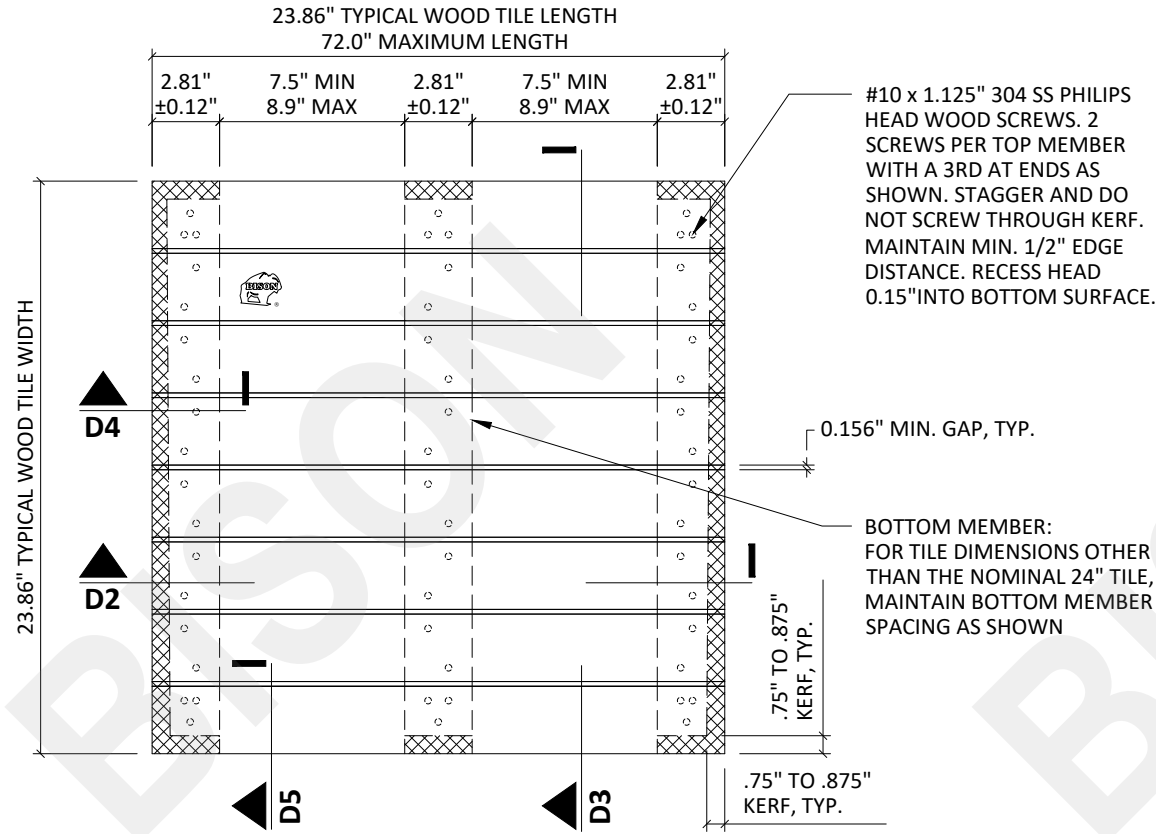 23.86" TYPICAL WOOD TILE LENGTH
72.0" MAXIMUM LENGTH
2.81"
±0.12"
7.5" MIN
8.9" MAX
2.81"
±0.12"
7.5" MIN
8.9" MAX
2.81"
±0.12"
#10 x 1.125" 304 SS PHILIPS
HEAD WOOD SCREWS. 2
SCREWS PER TOP MEMBER
WITH A 3RD AT ENDS AS
SHOWN. STAGGER AND DO
NOT SCREW THROUGH KERF.
MAINTAIN MIN. 1/2" EDGE
DISTANCE. RECESS HEAD
0.15"INTO BOTTOM SURFACE.
BISON
®
23.86" TYPICAL WOOD TILE WIDTH
D4
0.156" MIN. GAP, TYP.
BOTTOM MEMBER:
FOR TILE DIMENSIONS OTHER
THAN THE NOMINAL 24" TILE,
MAINTAIN BOTTOM MEMBER
SPACING AS SHOWN
D2
.75" TO .875"
KERF, TYP.
D5
D3
.75" TO .875"
KERF, TYP.
BISON
BI